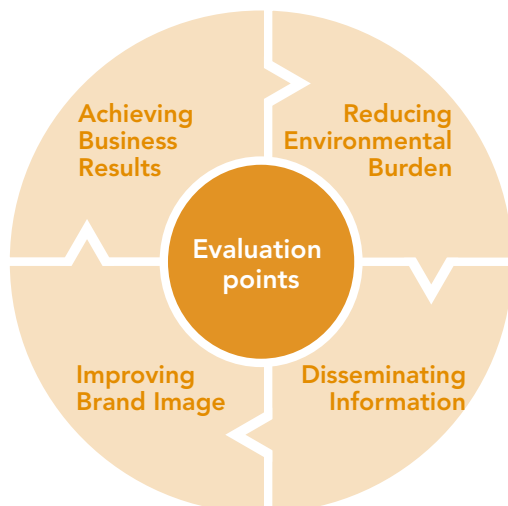 Achieving
Business
Results
Reducing
Environmental
Burden
Evaluation
points
Improving
Brand Image
Disseminating
Information